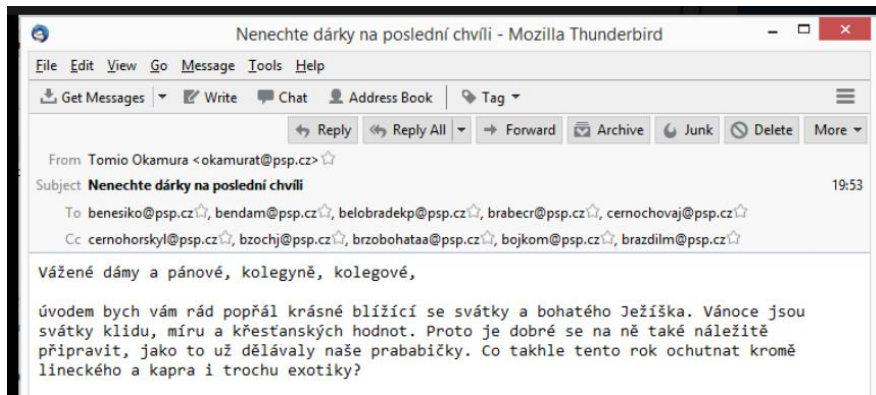 Nenechte dárky na poslední chvíli - Mozilla Thunderbird
File Edit View Go Message Tools Help
Get Messages Write Chat Address Book Tag
Reply Reply All Forward Archive Junk Delete More
From Tomio Okamura <okamurat@psp.cz>
Subject Nenechte dárky na poslední chvíli 19:53
To benesiko@psp.cz, bendam@psp.cz, belobradekp@psp.cz, brabecr@psp.cz, cernochovaj@psp.cz
Cc cernohorskyl@psp.cz, bzochj@psp.cz, brzobohataa@psp.cz, bojkom@psp.cz, brazdilm@psp.cz
Vážené dámy a pánové, kolegyně, kolegové,
úvodem bych vám rád popřál krásné blížící se svátky a bohatého Ježíška. Vánoce jsou
svátky klidu, míru a křesťanských hodnot. Proto je dobré se na ně také náležitě
připravit, jako to už dělávaly naše prababičky. Co takhle tento rok ochutnat kromě
lineckého a kapra i trochu exotiky?